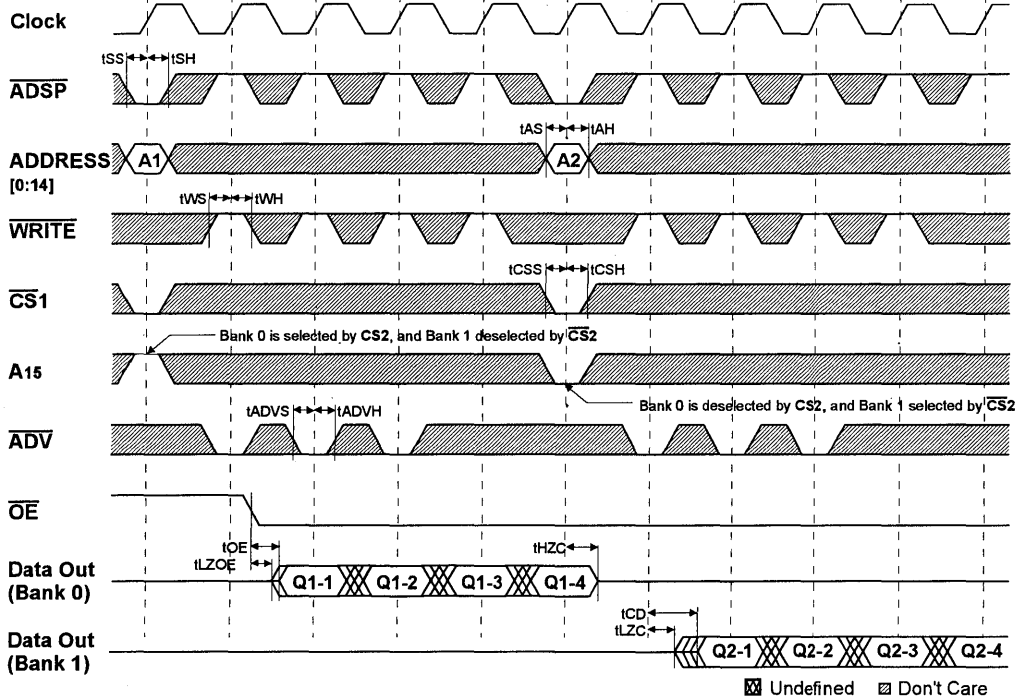 Clock
tSS tSH
ADSP
tAS tAH
ADDRESS A1 A2
[0:14]
tWS tWH
WRITE
tCSS tCSH
CS1
Bank 0 is selected by CS2, and Bank 1 deselected by CS2
A15
Bank 0 is deselected by CS2, and Bank 1 selected by CS2
tADVS tADVH
ADV
OE
tOE tHZC
tLZOE
Data Out Q1-1 Q1-2 Q1-3 Q1-4
(Bank 0)
tCD
tLZC
Data Out Q2-1 Q2-2 Q2-3 Q2-4
(Bank 1)
Undefined Don't Care